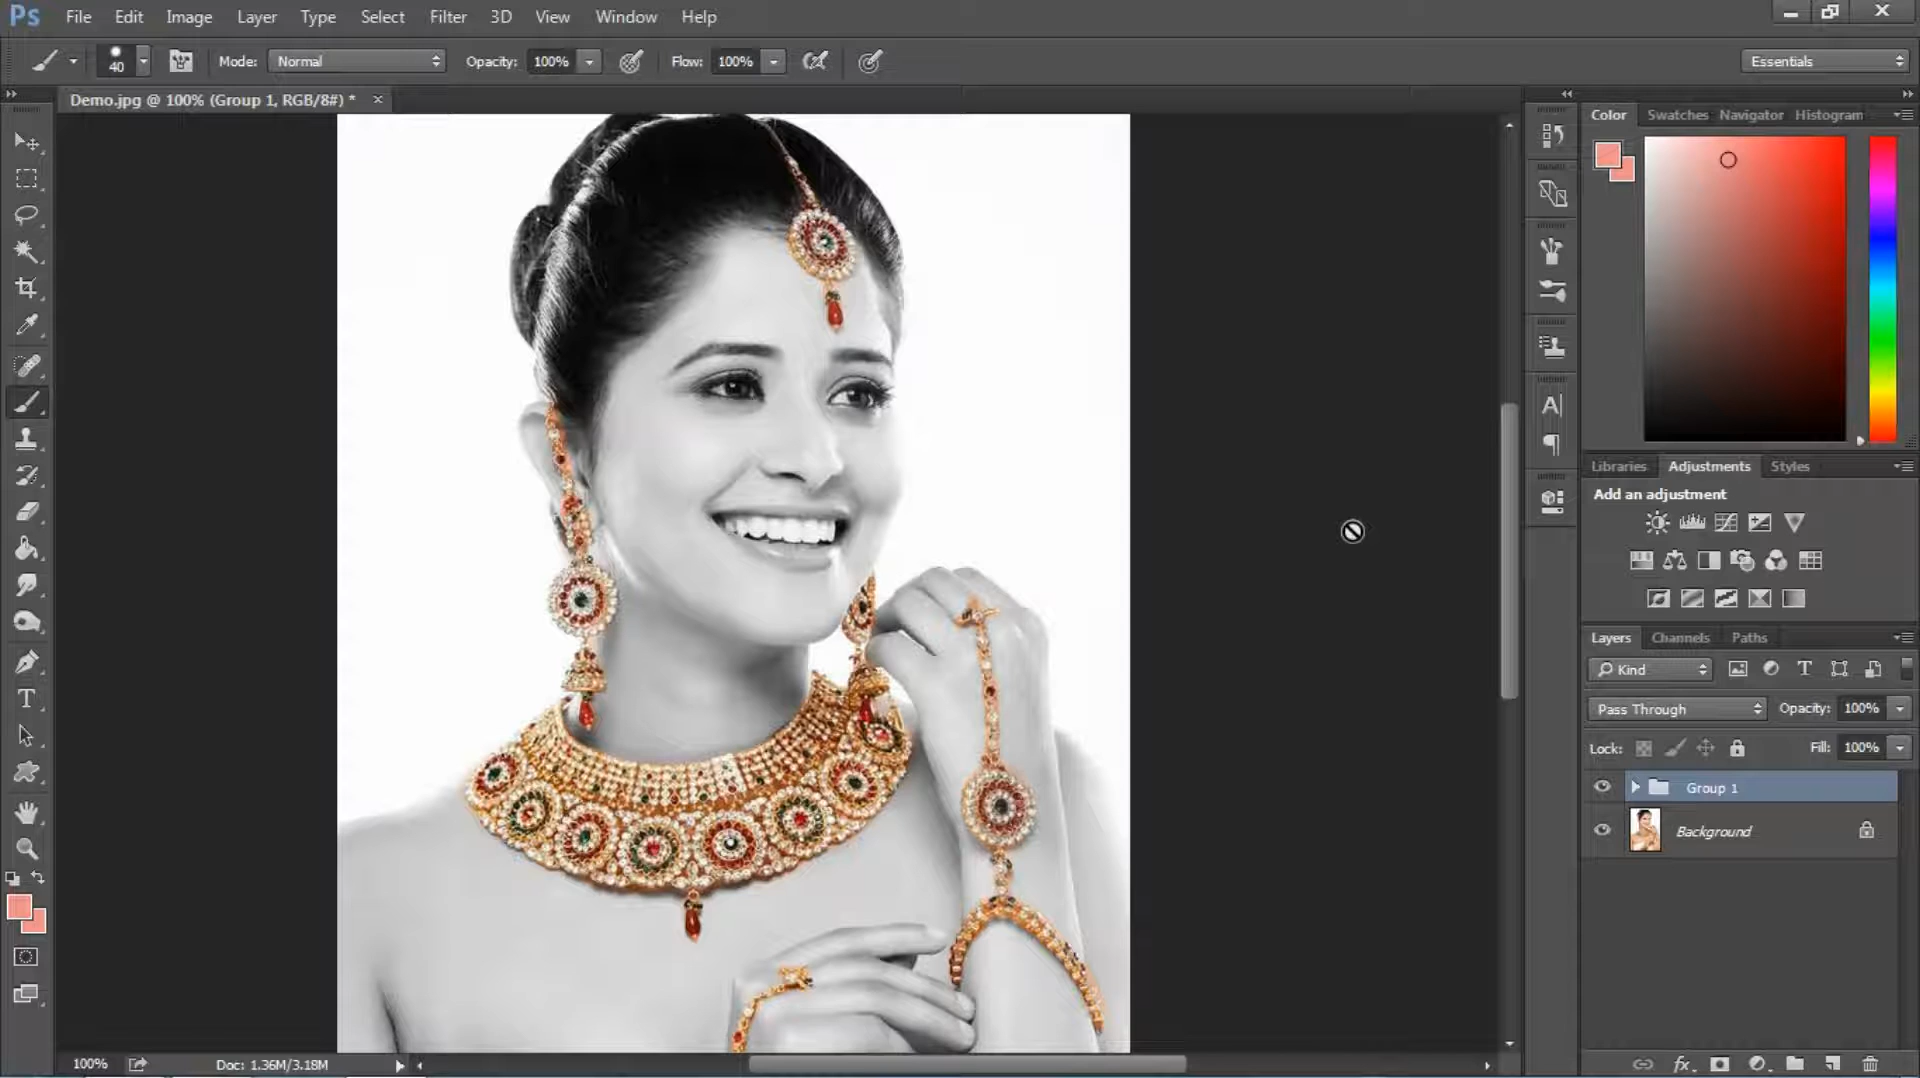 Ps File Edit Image Layer Type Select Filter 3D View Window Help
40 Mode: Normal Opacity: 100% Flow: 100% Essentials
Demo.jpg @ 100% (Group 1, RGB/8#) * ×
Color Swatches Navigator Histogram
Libraries Adjustments Styles
Add an adjustment
Layers Channels Paths
Kind
Pass Through Opacity: 100%
Lock: Fill: 100%
Group 1
Background
100% Doc: 1.36M/3.18M